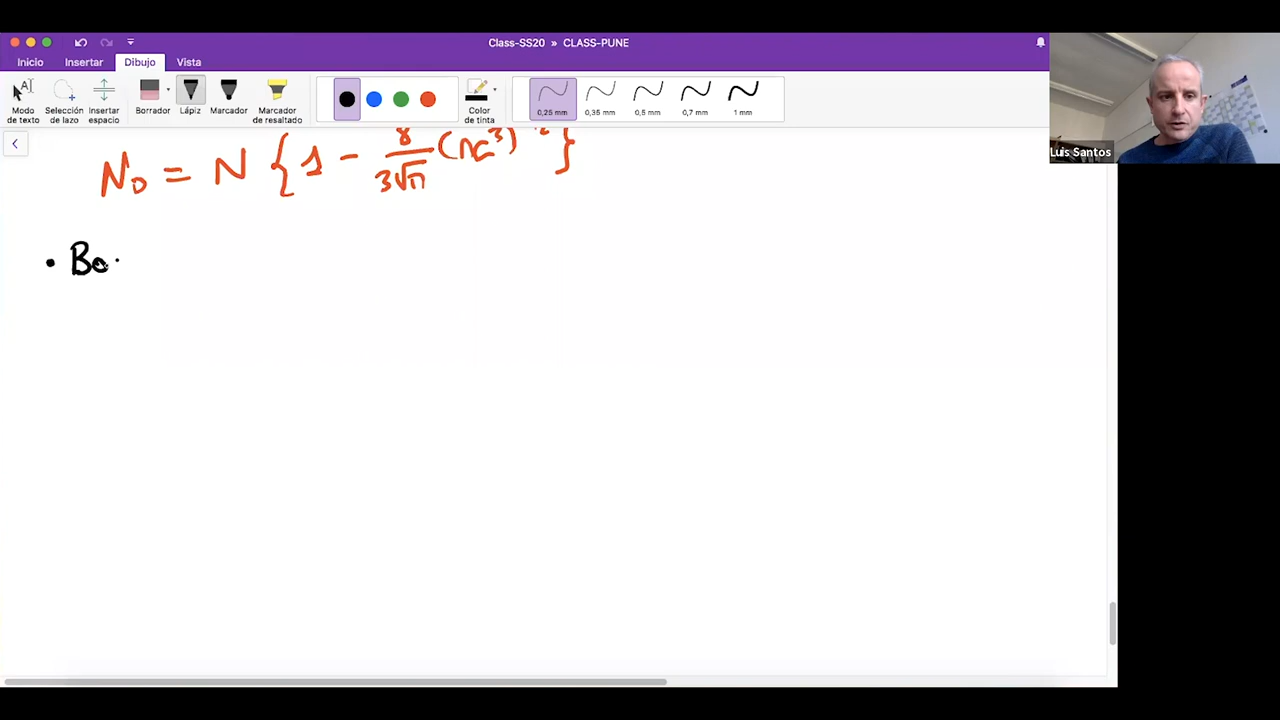 Class-SS20 » CLASS-PUNE
Inicio Insertar Dibujo Vista
Modo de texto
Selección de lazo
Insertar espacio
Borrador
Lápiz
Marcador
Marcador de resaltado
Color de tinta
0,25 mm 0,35 mm 0,5 mm 0,7 mm 1 mm
Luis Santos
N₀ = N { 1 - 8/(3√π) (na³) }
• Bo